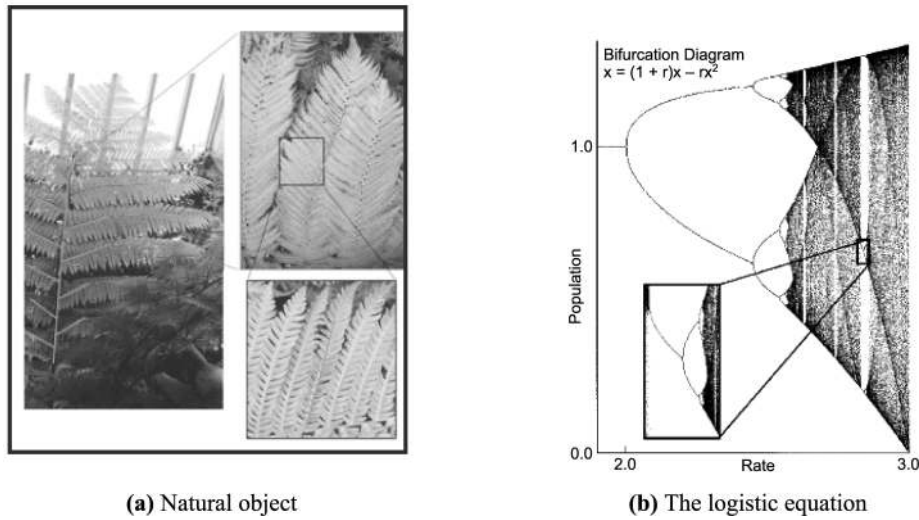 Bifurcation Diagram
x = (1 + r)x – rx²
1.0
Population
0.0
2.0
Rate
3.0
(a) Natural object
(b) The logistic equation